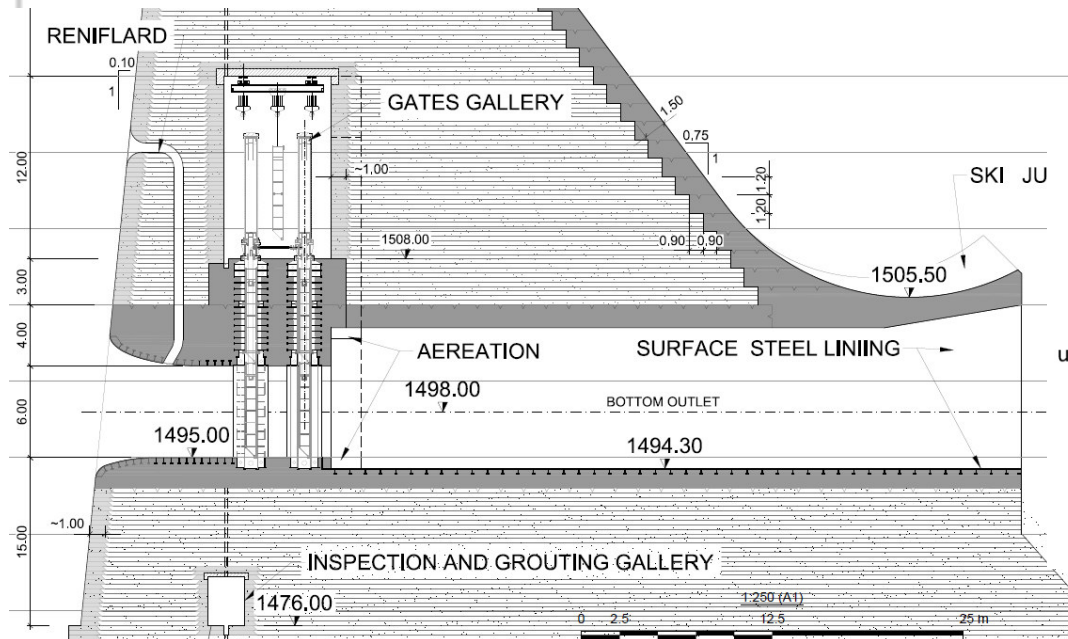 RENIFLARD
0.10
1
GATES GALLERY
1.50
0.75
1
12.00
~1.00
1.20
1.20
SKI JU
1508.00
0,90
0,90
1505.50
3.00
4.00
AEREATION
SURFACE STEEL LINIING
u
1498.00
BOTTOM OUTLET
6.00
1495.00
1494.30
~1.00
15.00
INSPECTION AND GROUTING GALLERY
1476.00
1:250 (A1)
0 2.5 12.5 25 m